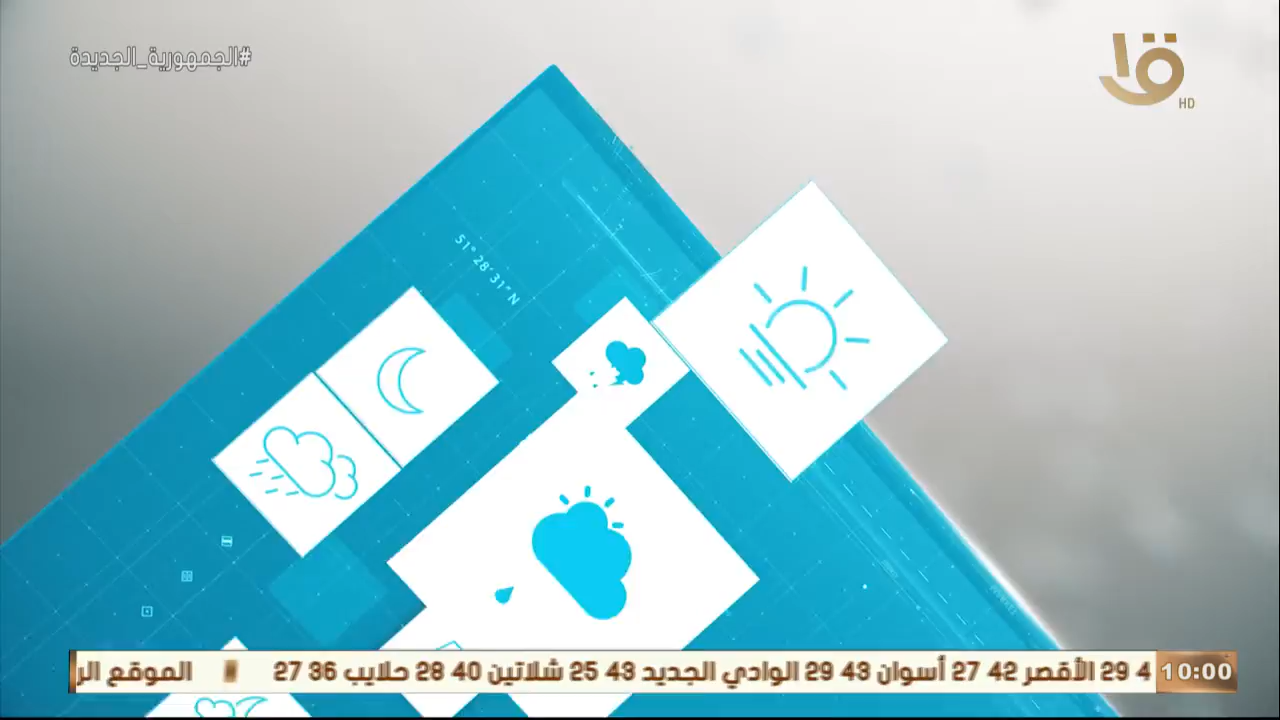 #الجمهورية_الجديدة
HD
51° 28' 31" N
4 29 الأقصر 42 27 أسوان 43 29 الوادي الجديد 43 25 شلاتين 40 28 حلايب 36 27 الموقع الر
10:00